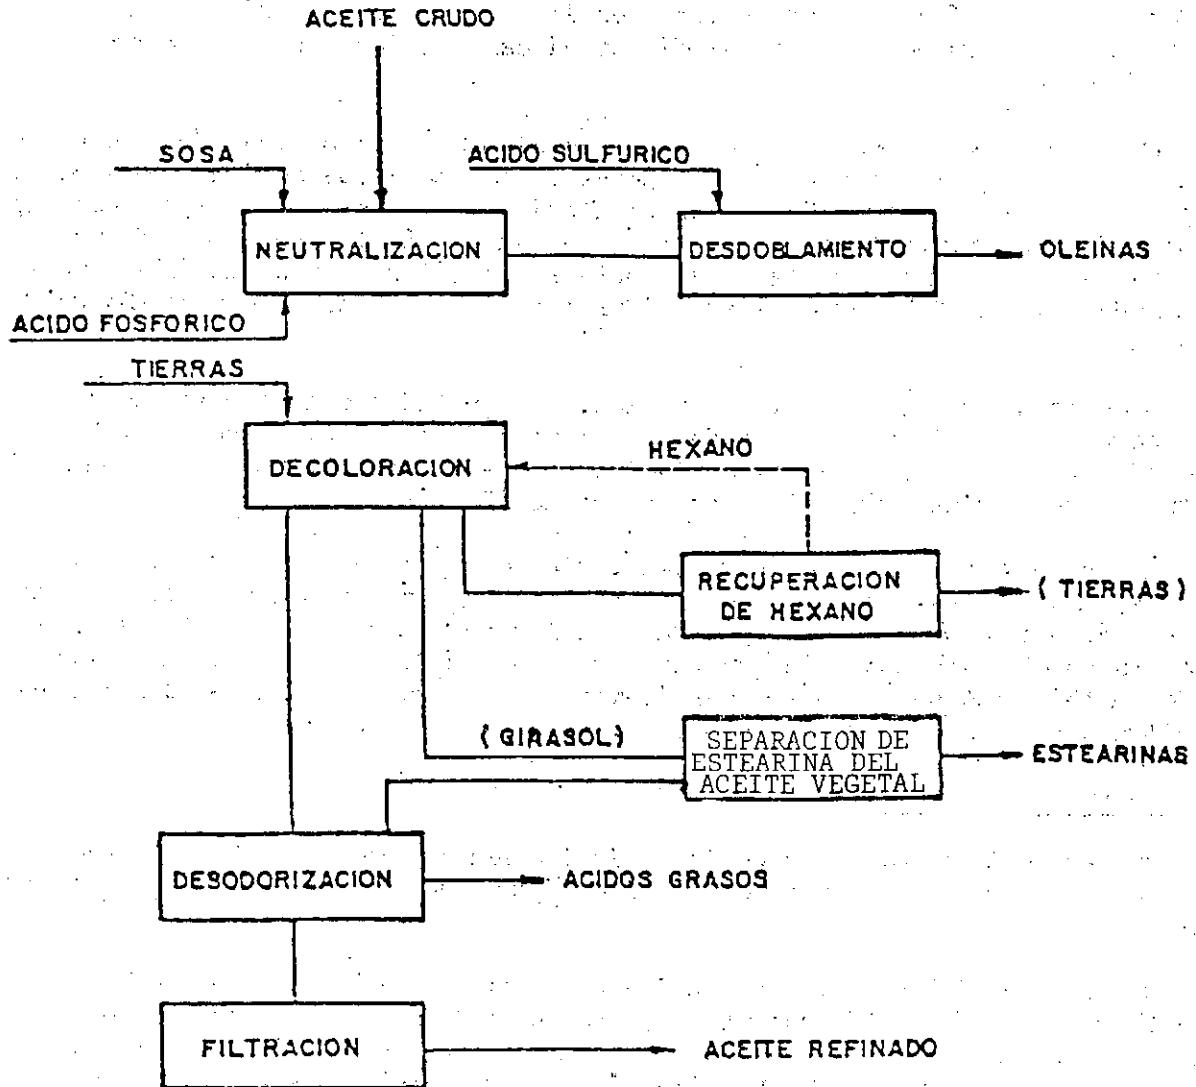 ACEITE CRUDO
SOSA
ACIDO SULFURICO
NEUTRALIZACION
DESDOBLAMIENTO
OLEINAS
ACIDO FOSFORICO
TIERRAS
DECOLORACION
HEXANO
RECUPERACION
DE HEXANO
( TIERRAS )
( GIRASOL )
SEPARACION DE
ESTEARINA DEL
ACEITE VEGETAL
ESTEARINAS
DESODORIZACION
ACIDOS GRASOS
FILTRACION
ACEITE REFINADO